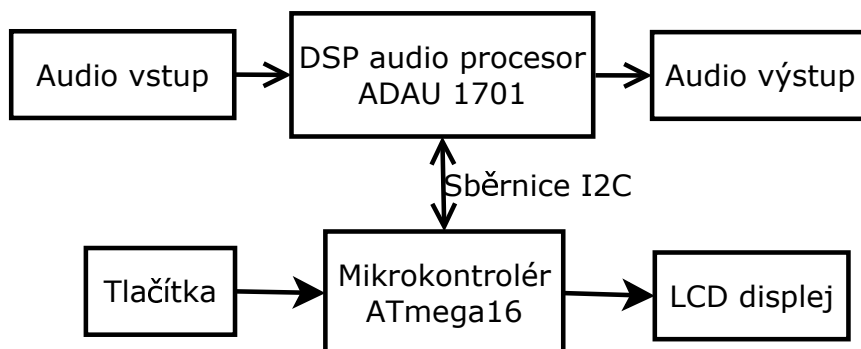 Audio vstup
DSP audio procesor
ADAU 1701
Audio výstup
Sběrnice I2C
Tlačítka
Mikrokontrolér
ATmega16
LCD displej